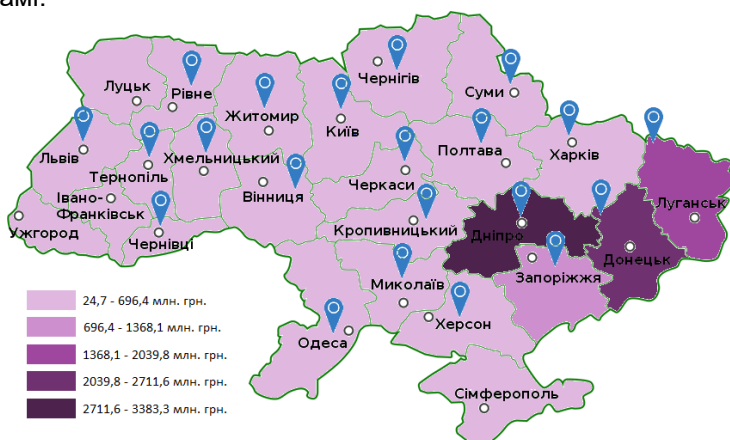 Чернігів
Луцьк
Рівне
Суми
Житомир
Київ
Львів
Тернопіль
Хмельницький
Полтава
Харків
Черкаси
Вінниця
Івано-
Франківськ
Ужгород
Чернівці
Кропивницький
Дніпро
Луганськ
Донецьк
Запоріжжя
Миколаїв
Херсон
Одеса
Сімферополь
24,7 - 696,4 млн. грн.
696,4 - 1368,1 млн. грн.
1368,1 - 2039,8 млн. грн.
2039,8 - 2711,6 млн. грн.
2711,6 - 3383,3 млн. грн.